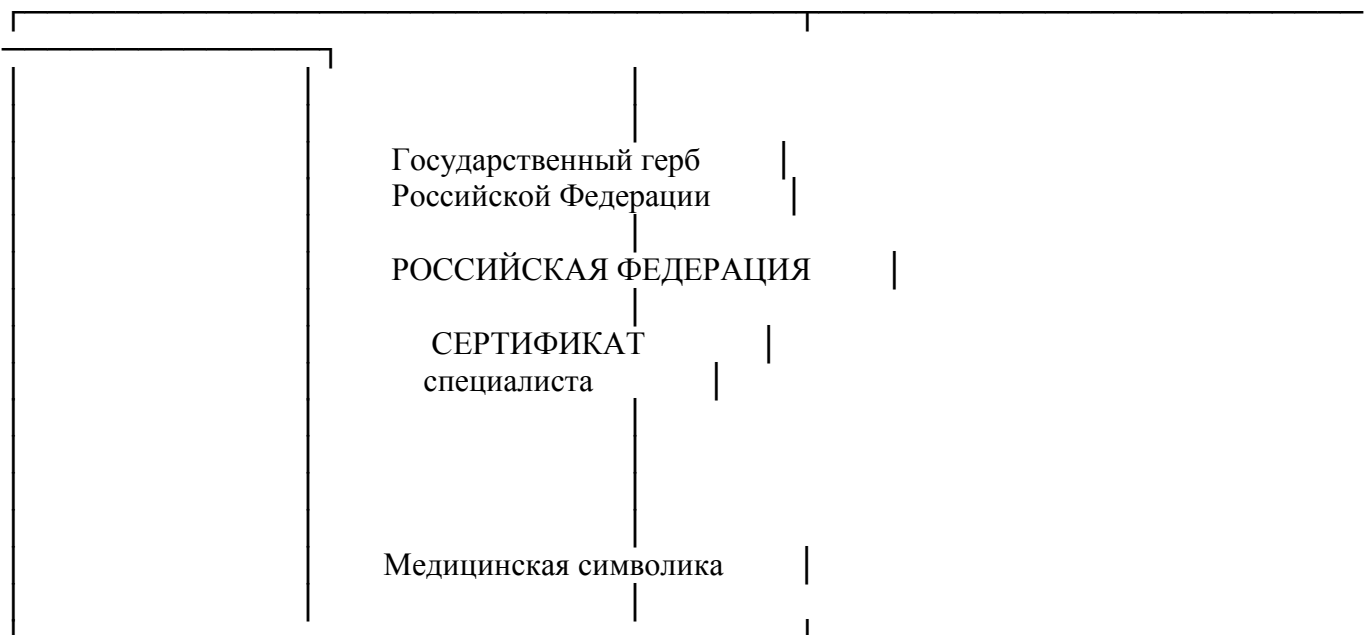 Государственный герб
Российской Федерации
РОССИЙСКАЯ ФЕДЕРАЦИЯ
СЕРТИФИКАТ
специалиста
Медицинская символика